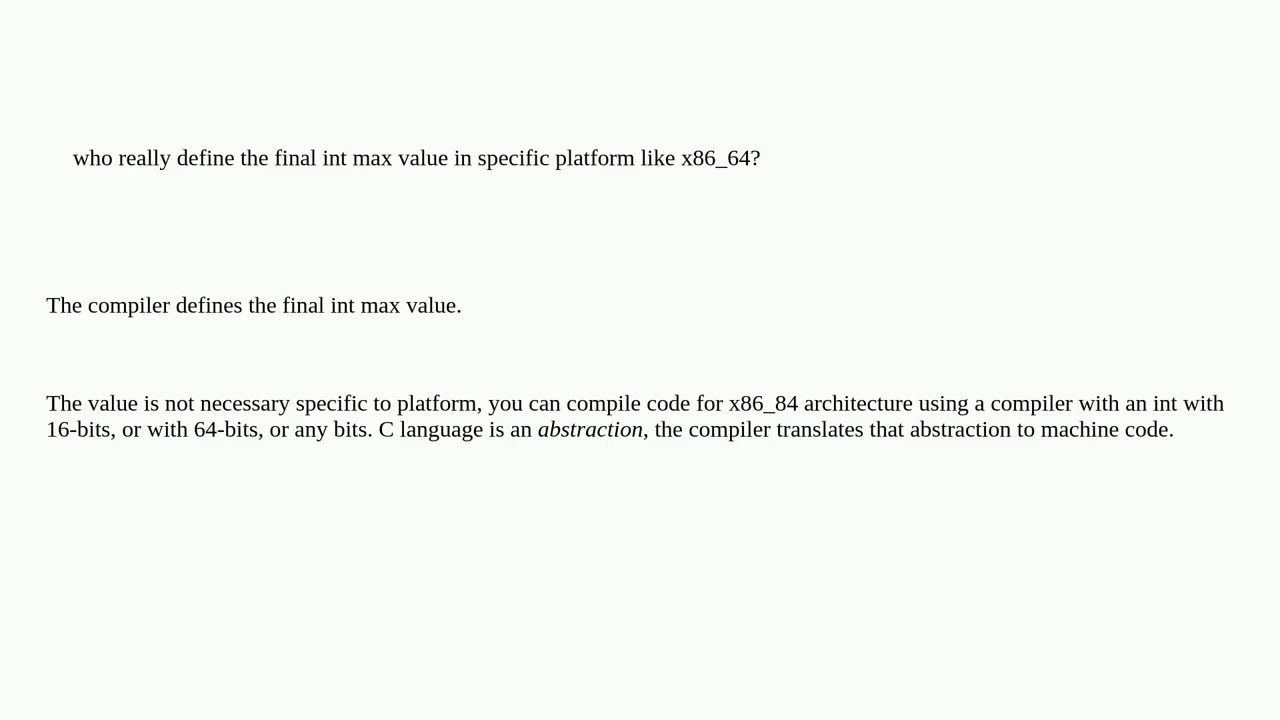 who really define the final int max value in specific platform like x86_64?
The compiler defines the final int max value.
The value is not necessary specific to platform, you can compile code for x86_84 architecture using a compiler with an int with
16-bits, or with 64-bits, or any bits. C language is an abstraction, the compiler translates that abstraction to machine code.